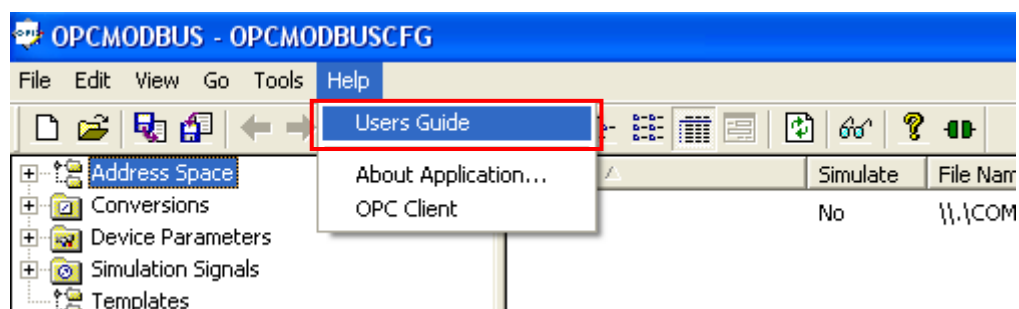 OPCMODBUS - OPCMODBUSCFG
File Edit View Go Tools Help
Users Guide
Address Space
About Application...
Simulate
File Nam
Conversions
OPC Client
No
\\.\COM
Device Parameters
Simulation Signals
Templates